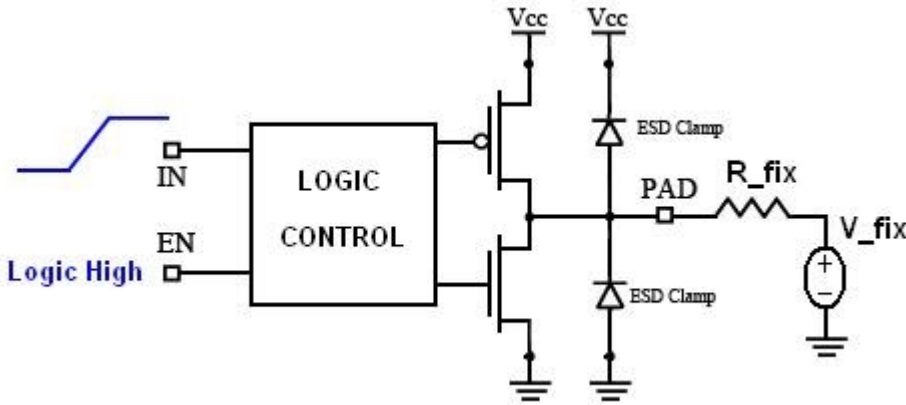 Vcc
Vcc
ESD Clamp
IN
LOGIC
CONTROL
PAD
R_fix
V_fix
EN
Logic High
ESD Clamp
+
−